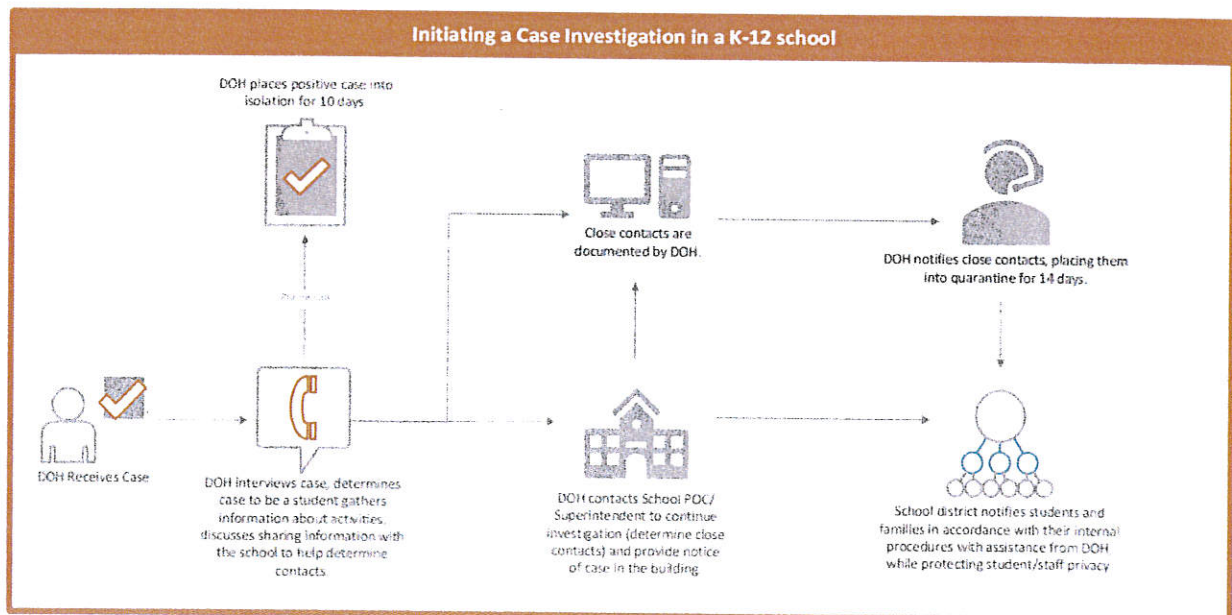 Initiating a Case Investigation in a K-12 school
DOH places positive case into
isolation for 10 days
Close contacts are
documented by DOH.
DOH notifies close contacts, placing them
into quarantine for 14 days.
DOH Receives Case
DOH interviews case, determines
case to be a student gathers
information about activities,
discusses sharing information with
the school to help determine
contacts.
DOH contacts School POC/
Superintendent to continue
investigation (determine close
contacts) and provide notice
of case in the building
School district notifies students and
families in accordance with their internal
procedures with assistance from DOH
while protecting student/staff privacy